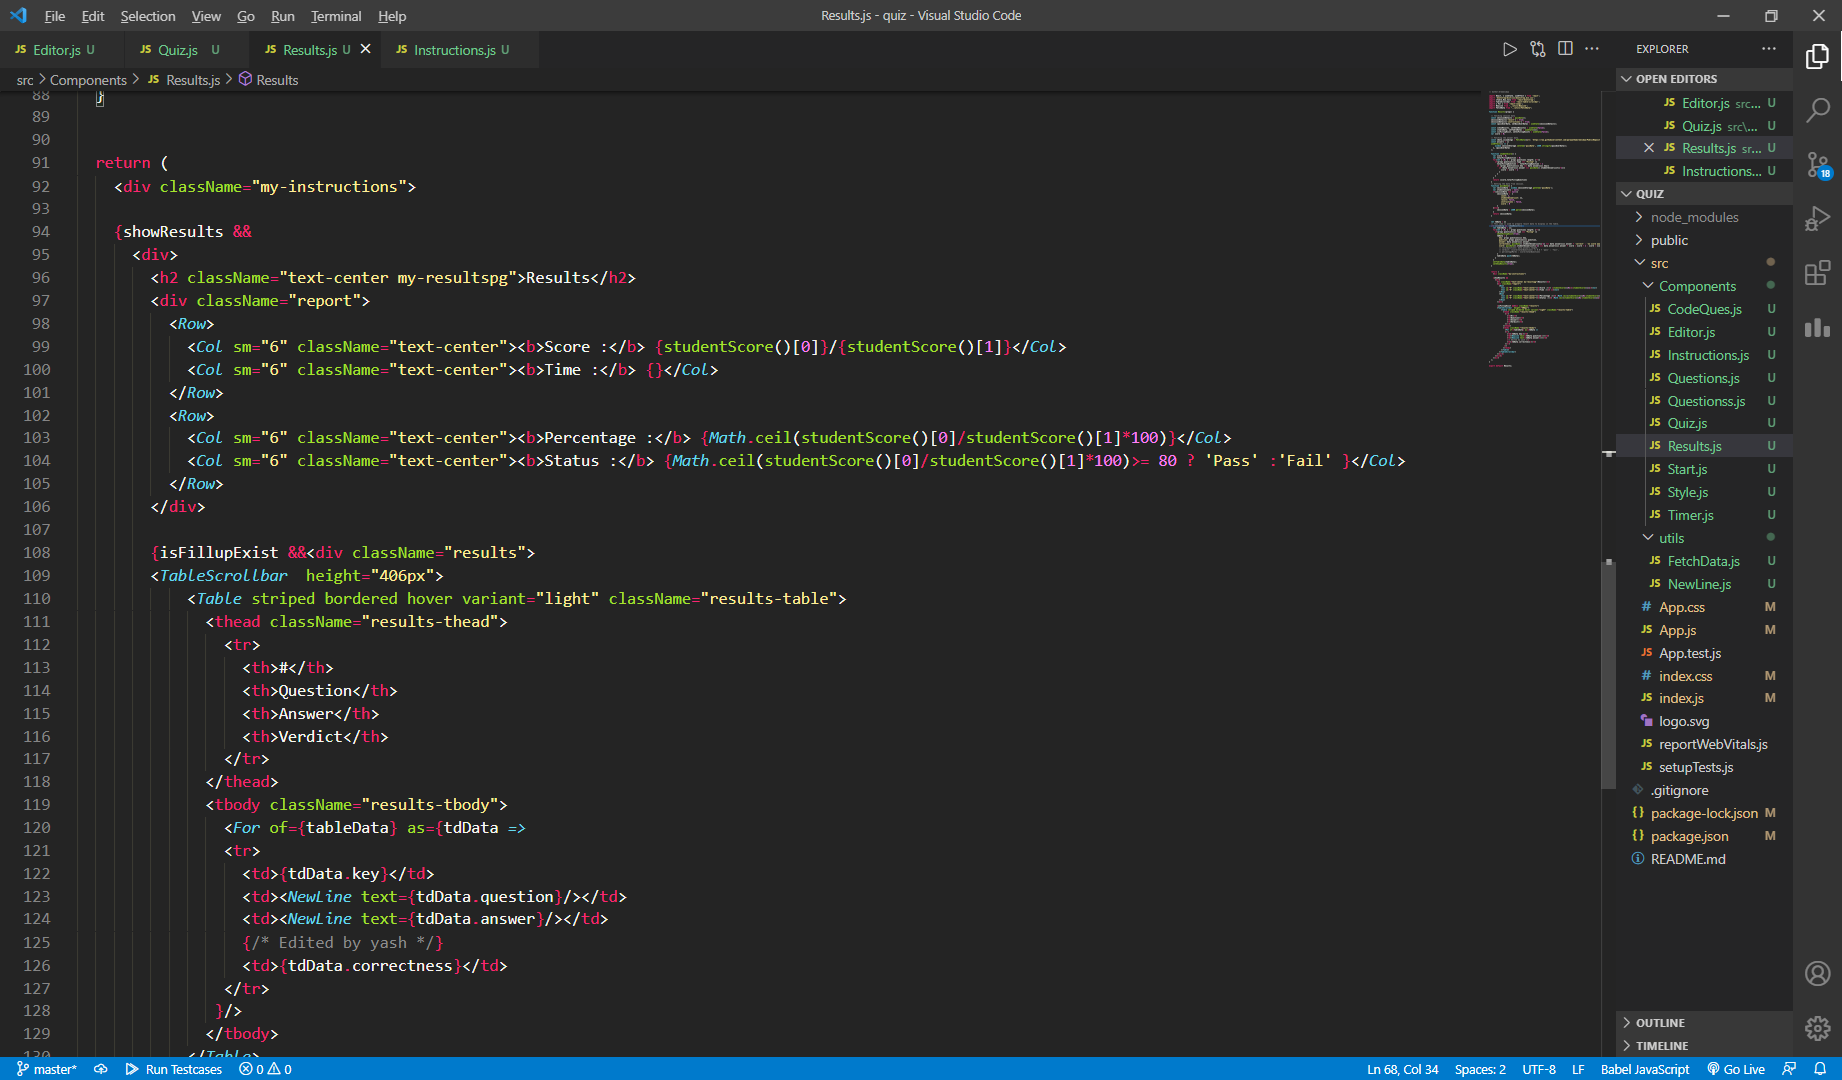 File Edit Selection View Go Run Terminal Help
Results.js - quiz - Visual Studio Code
JS Editor.js U JS Quiz.js U JS Results.js U JS Instructions.js U
src > Components > JS Results.js > Results
88 }
89
90
91 return (
92 <div className="my-instructions">
93
94 {showResults &&
95 <div>
96 <h2 className="text-center my-resultspg">Results</h2>
97 <div className="report">
98 <Row>
99 <Col sm="6" className="text-center"><b>Score :</b> {studentScore()[0]}/{studentScore()[1]}</Col>
100 <Col sm="6" className="text-center"><b>Time :</b> {}</Col>
101 </Row>
102 <Row>
103 <Col sm="6" className="text-center"><b>Percentage :</b> {Math.ceil(studentScore()[0]/studentScore()[1]*100)}</Col>
104 <Col sm="6" className="text-center"><b>Status :</b> {Math.ceil(studentScore()[0]/studentScore()[1]*100)>= 80 ? 'Pass' :'Fail' }</Col>
105 </Row>
106 </div>
107
108 {isFillupExist &&<div className="results">
109 <TableScrollbar  height="406px">
110 <Table striped bordered hover variant="light" className="results-table">
111 <thead className="results-thead">
112 <tr>
113 <th>#</th>
114 <th>Question</th>
115 <th>Answer</th>
116 <th>Verdict</th>
117 </tr>
118 </thead>
119 <tbody className="results-tbody">
120 <For of={tableData} as={tdData =>
121 <tr>
122 <td>{tdData.key}</td>
123 <td><NewLine text={tdData.question}/></td>
124 <td><NewLine text={tdData.answer}/></td>
125 {/* Edited by yash */}
126 <td>{tdData.correctness}</td>
127 </tr>
128 }/>
129 </tbody>
130 </Table>
EXPLORER
OPEN EDITORS
JS Editor.js src... U
JS Quiz.js src\... U
JS Results.js sr... U
JS Instructions... U
QUIZ
node_modules
public
src
Components
JS CodeQues.js U
JS Editor.js U
JS Instructions.js U
JS Questions.js U
JS Questionss.js U
JS Quiz.js U
JS Results.js U
JS Start.js U
JS Style.js U
JS Timer.js U
utils
JS FetchData.js U
JS NewLine.js U
# App.css M
JS App.js M
JS App.test.js
# index.css M
JS index.js M
logo.svg
JS reportWebVitals.js
JS setupTests.js
.gitignore
{} package-lock.json M
{} package.json M
README.md
OUTLINE
TIMELINE
18
master* Run Testcases 0 0
Ln 68, Col 34 Spaces: 2 UTF-8 LF Babel JavaScript Go Live